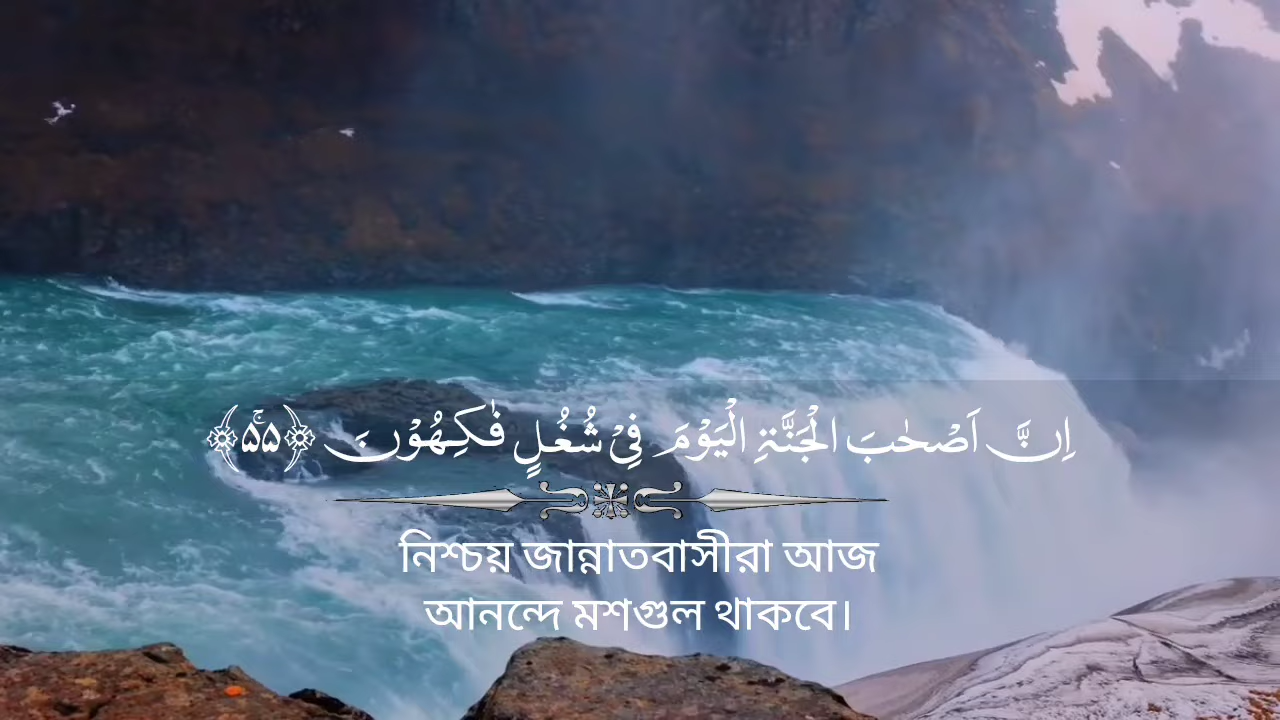 اِنَّ اَصْحٰبَ الْجَنَّةِ الْيَوْمَ فِيْ شُغُلٍ فٰكِهُوْنَ ﴿۵۵ۚ﴾
নিশ্চয় জান্নাতবাসীরা আজ
আনন্দে মশগুল থাকবে।